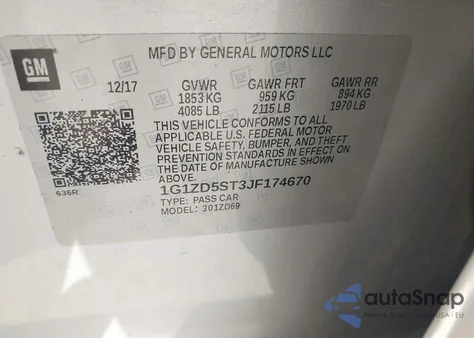 GM
MFD BY GENERAL MOTORS LLC
12/17 GVWR GAWR FRT GAWR RR
1853 KG 959 KG 894 KG
4085 LB 2115 LB 1970 LB
THIS VEHICLE CONFORMS TO ALL
APPLICABLE U.S. FEDERAL MOTOR
VEHICLE SAFETY, BUMPER, AND THEFT
PREVENTION STANDARDS IN EFFECT ON
THE DATE OF MANUFACTURE SHOWN
ABOVE.
636R
1G1ZD5ST3JF174670
TYPE: PASS CAR
MODEL: 301ZD69
autoSnap